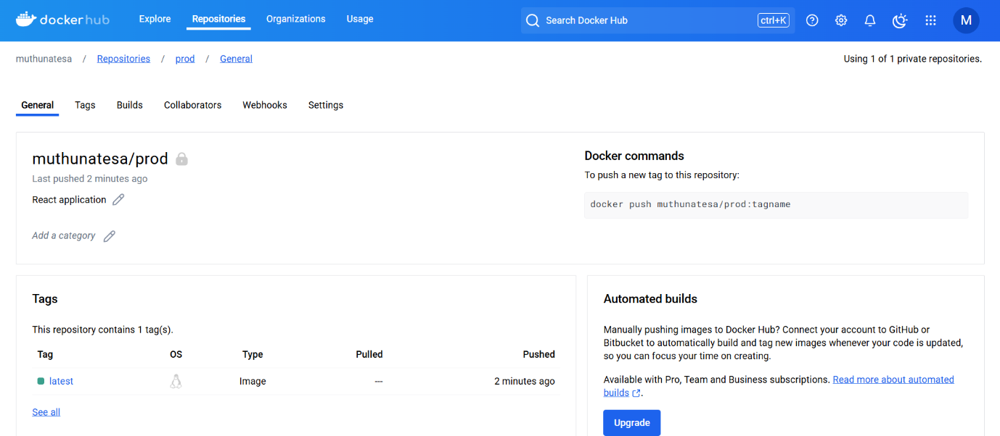 dockerhub Explore Repositories Organizations Usage Search Docker Hub ctrl+K M
muthunatesa / Repositories / prod / General Using 1 of 1 private repositories.
General Tags Builds Collaborators Webhooks Settings
muthunatesa/prod
Last pushed 2 minutes ago
React application
Add a category
Docker commands
To push a new tag to this repository:
docker push muthunatesa/prod:tagname
Tags
This repository contains 1 tag(s).
Tag OS Type Pulled Pushed
latest Image --- 2 minutes ago
See all
Automated builds
Manually pushing images to Docker Hub? Connect your account to GitHub or
Bitbucket to automatically build and tag new images whenever your code is updated,
so you can focus your time on creating.
Available with Pro, Team and Business subscriptions. Read more about automated
builds.
Upgrade